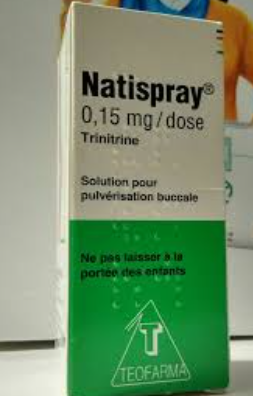 Natispray®
0,15 mg/dose
Trinitrine
Solution pour
pulvérisation buccale
Ne pas laisser à la
portée des enfants
T
TEOFARMA